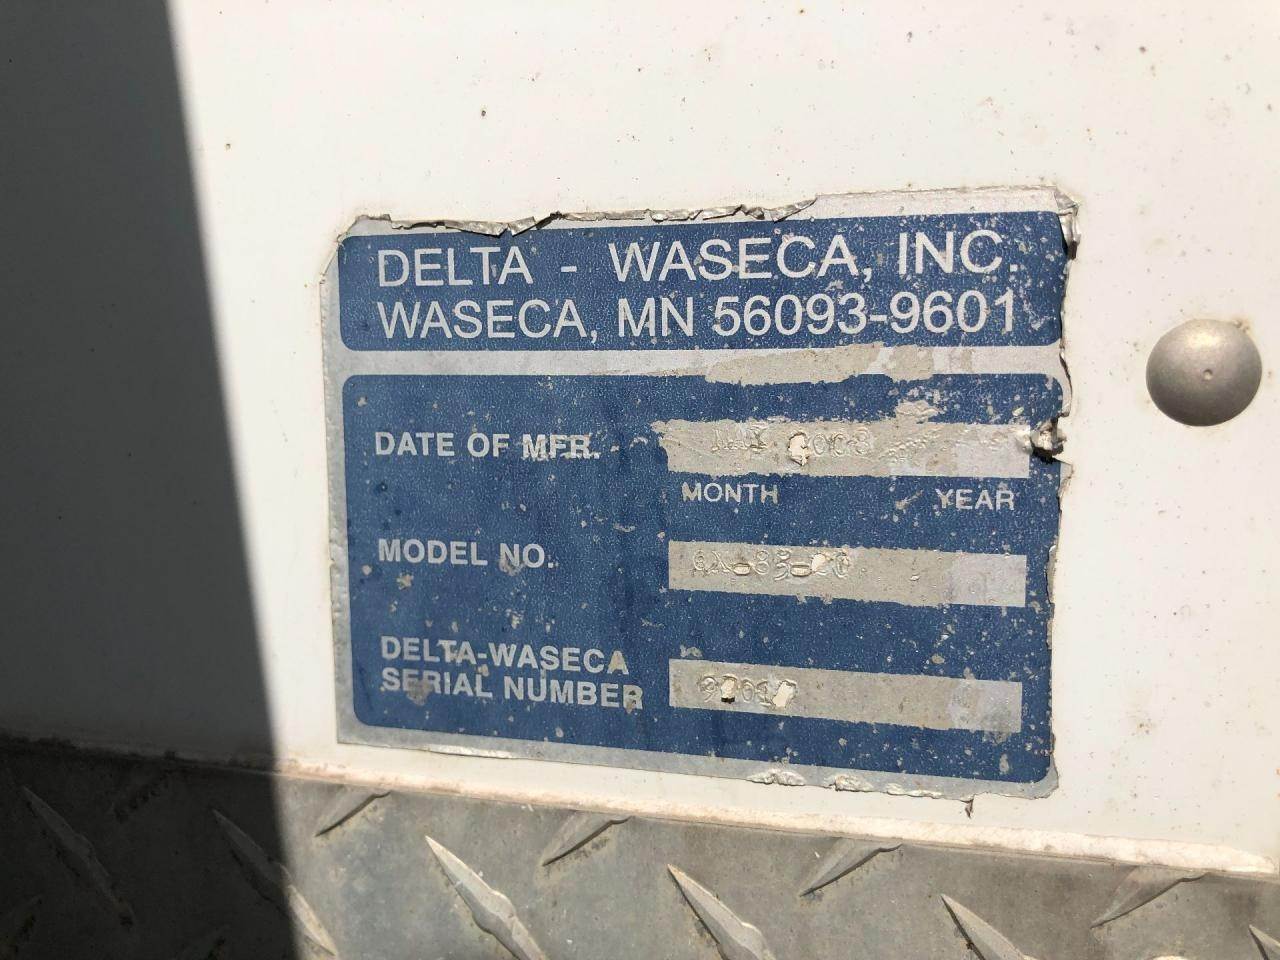 DELTA - WASECA, INC.
WASECA, MN 56093-9601
DATE OF MFR.
MONTH YEAR
MODEL NO.
DELTA-WASECA
SERIAL NUMBER